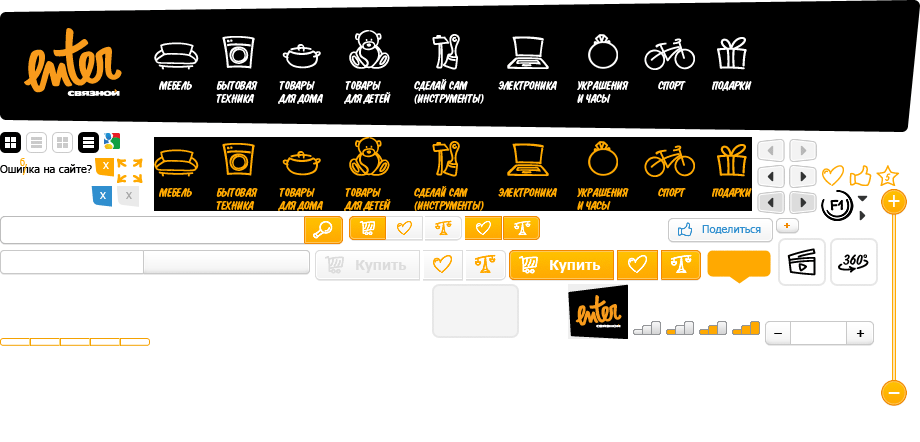 enter
СВЯЗНОЙ
МЕБЕЛЬ
БЫТОВАЯ
ТЕХНИКА
ТОВАРЫ
ДЛЯ ДОМА
ТОВАРЫ
ДЛЯ ДЕТЕЙ
СДЕЛАЙ САМ
(ИНСТРУМЕНТЫ)
ЭЛЕКТРОНИКА
УКРАШЕНИЯ
И ЧАСЫ
СПОРТ
ПОДАРКИ
g
б
Ошипка на сайте?
x
x
x
МЕБЕЛЬ
БЫТОВАЯ
ТЕХНИКА
ТОВАРЫ
ДЛЯ ДОМА
ТОВАРЫ
ДЛЯ ДЕТЕЙ
СДЕЛАЙ САМ
(ИНСТРУМЕНТЫ)
ЭЛЕКТРОНИКА
УКРАШЕНИЯ
И ЧАСЫ
СПОРТ
ПОДАРКИ
5
F1
+
Поделиться
+
Купить
Купить
360°
enter
СВЯЗНОЙ
− +
−